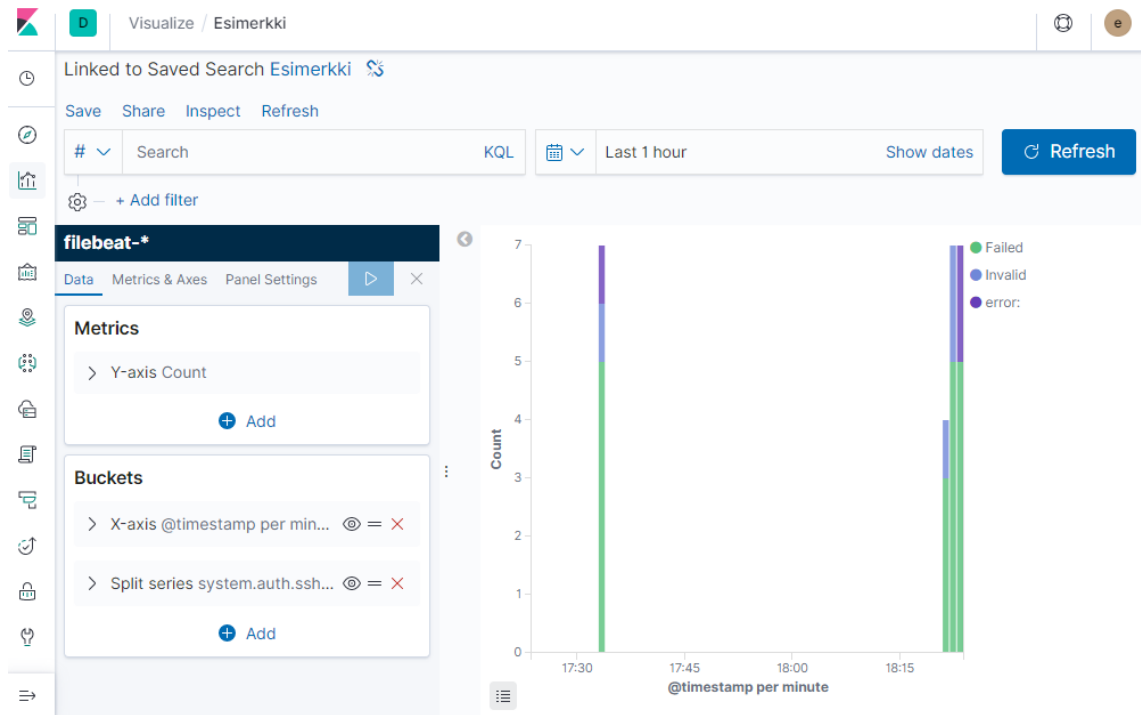 D Visualize / Esimerkki e
Linked to Saved Search Esimerkki
Save Share Inspect Refresh
# Search KQL Last 1 hour Show dates Refresh
+ Add filter
filebeat-*
Data Metrics & Axes Panel Settings
Metrics
Y-axis Count
Add
Buckets
X-axis @timestamp per min...
Split series system.auth.ssh...
Add
7
6
5
4
3
2
1
0
Count
17:30 17:45 18:00 18:15
@timestamp per minute
Failed
Invalid
error: